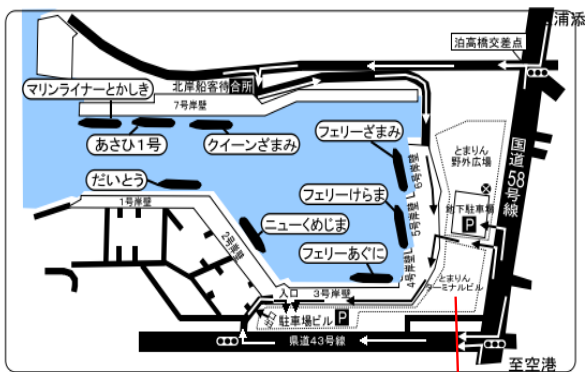 至浦添
泊高橋交差点
北岸船客待合所
マリンライナーとかしき
7号岸壁
あさひ1号
クイーンざまみ
フェリーざまみ
6号岸壁
とまりん
野外広場
国道58号線
だいとう
1号岸壁
フェリーけらま
5号岸壁
地下駐車場
P
2号岸壁
ニューくめじま
フェリーあぐに
4号岸壁
とまりん
ターミナルビル
入口
3号岸壁
出口
駐車場ビル P
県道43号線
至空港